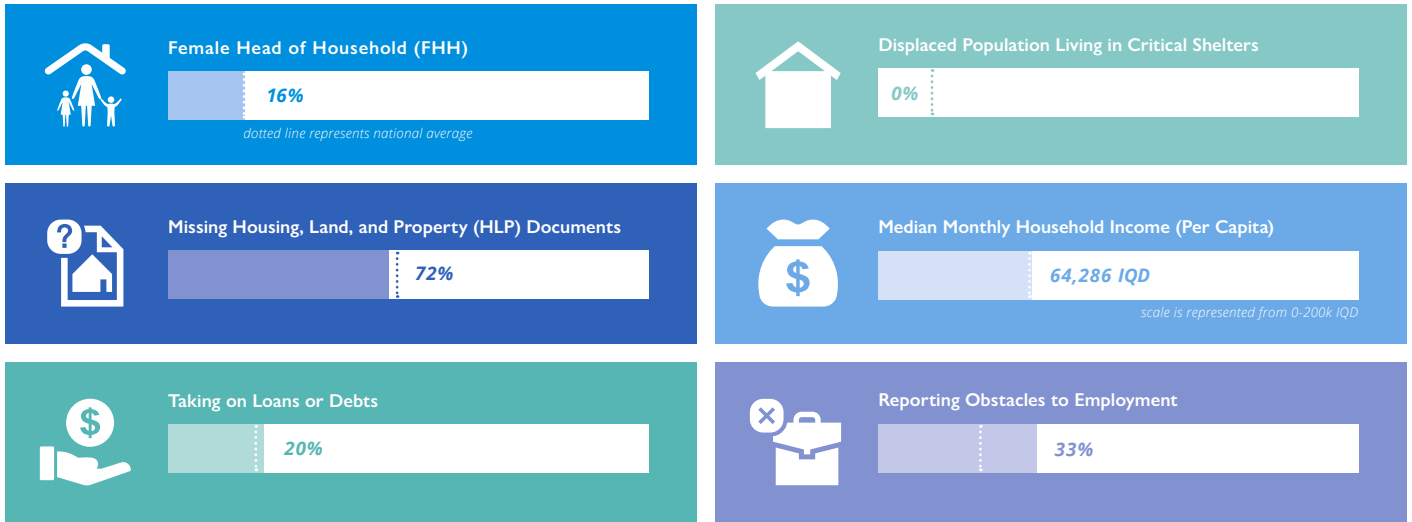 Female Head of Household (FHH)
16%
dotted line represents national average
Displaced Population Living in Critical Shelters
0%
Missing Housing, Land, and Property (HLP) Documents
?
72%
Median Monthly Household Income (Per Capita)
$
64,286 IQD
scale is represented from 0-200k IQD
Taking on Loans or Debts
$
20%
Reporting Obstacles to Employment
33%